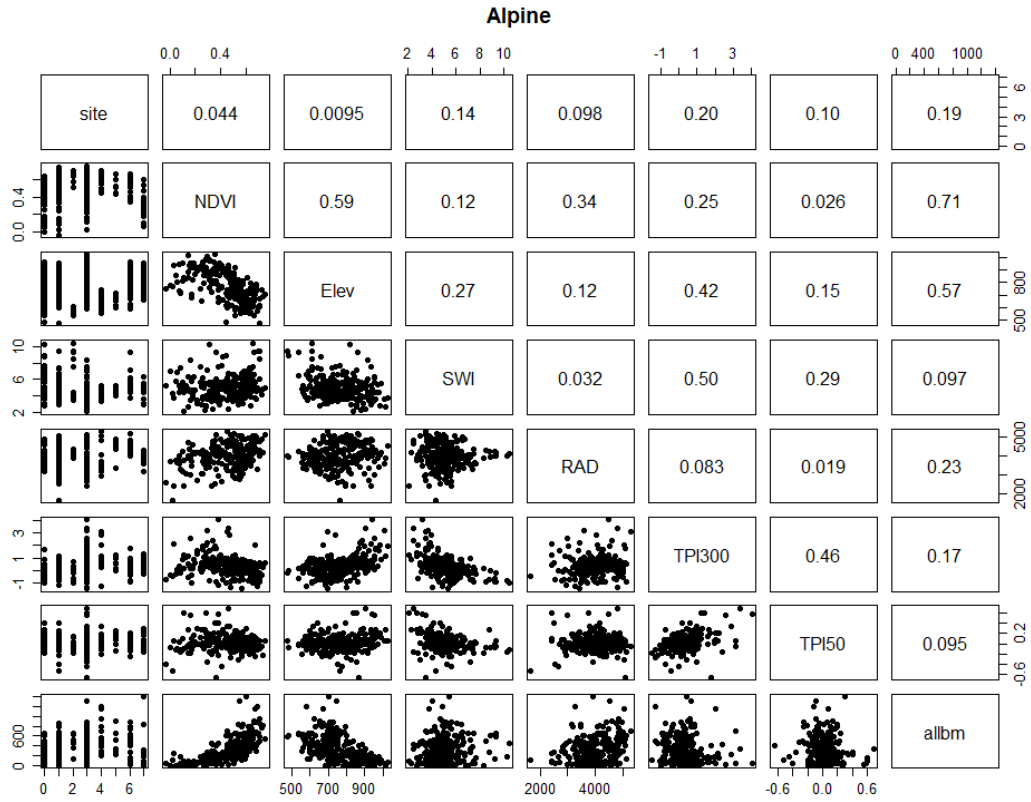 Alpine
0.0 0.4 2 4 6 8 10 -1 1 3 0 400 1000
site 0.044 0.0095 0.14 0.098 0.20 0.10 0.19 0 3 6
0.0 0.4 NDVI 0.59 0.12 0.34 0.25 0.026 0.71
Elev 0.27 0.12 0.42 0.15 0.57 500 800
2 6 10 SWI 0.032 0.50 0.29 0.097
RAD 0.083 0.019 0.23 2000 5000
-1 1 3 TPI300 0.46 0.17
TPI50 0.095 -0.6 0.2
0 600 allbm
0 2 4 6 500 700 900 2000 4000 -0.6 0.0 0.6